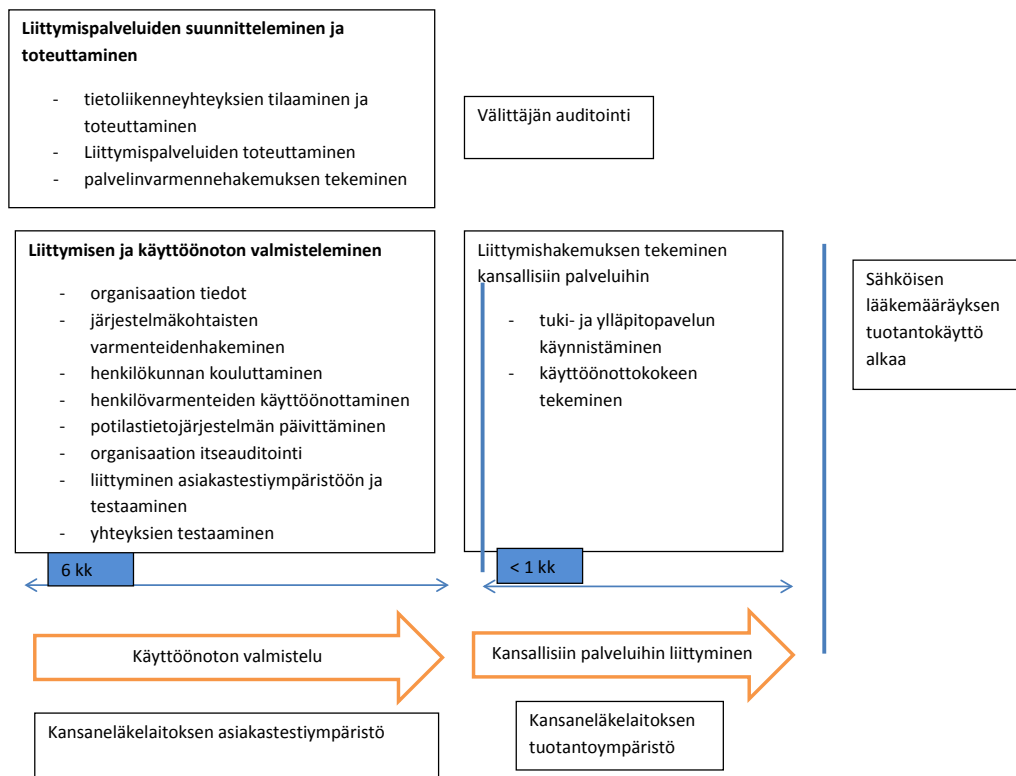 Liittymispalveluiden suunnitteleminen ja
toteuttaminen
- tietoliikenneyhteyksien tilaaminen ja
toteuttaminen
- Liittymispalveluiden toteuttaminen
- palvelinvarmennehakemuksen tekeminen
Välittäjän auditointi
Liittymisen ja käyttöönoton valmisteleminen
- organisaation tiedot
- järjestelmäkohtaisten
varmenteidenhakeminen
- henkilökunnan kouluttaminen
- henkilövarmenteiden käyttöönottaminen
- potilastietojärjestelmän päivittäminen
- organisaation itseauditointi
- liittyminen asiakastestiympäristöön ja
testaaminen
- yhteyksien testaaminen
Liittymishakemuksen tekeminen
kansallisiin palveluihin
- tuki- ja ylläpitopavelun
käynnistäminen
- käyttöönottokokeen
tekeminen
Sähköisen
lääkemääräyksen
tuotantokäyttö
alkaa
6 kk
< 1 kk
Käyttöönoton valmistelu
Kansallisiin palveluihin liittyminen
Kansaneläkelaitoksen asiakastestiympäristö
Kansaneläkelaitoksen
tuotantoympäristö